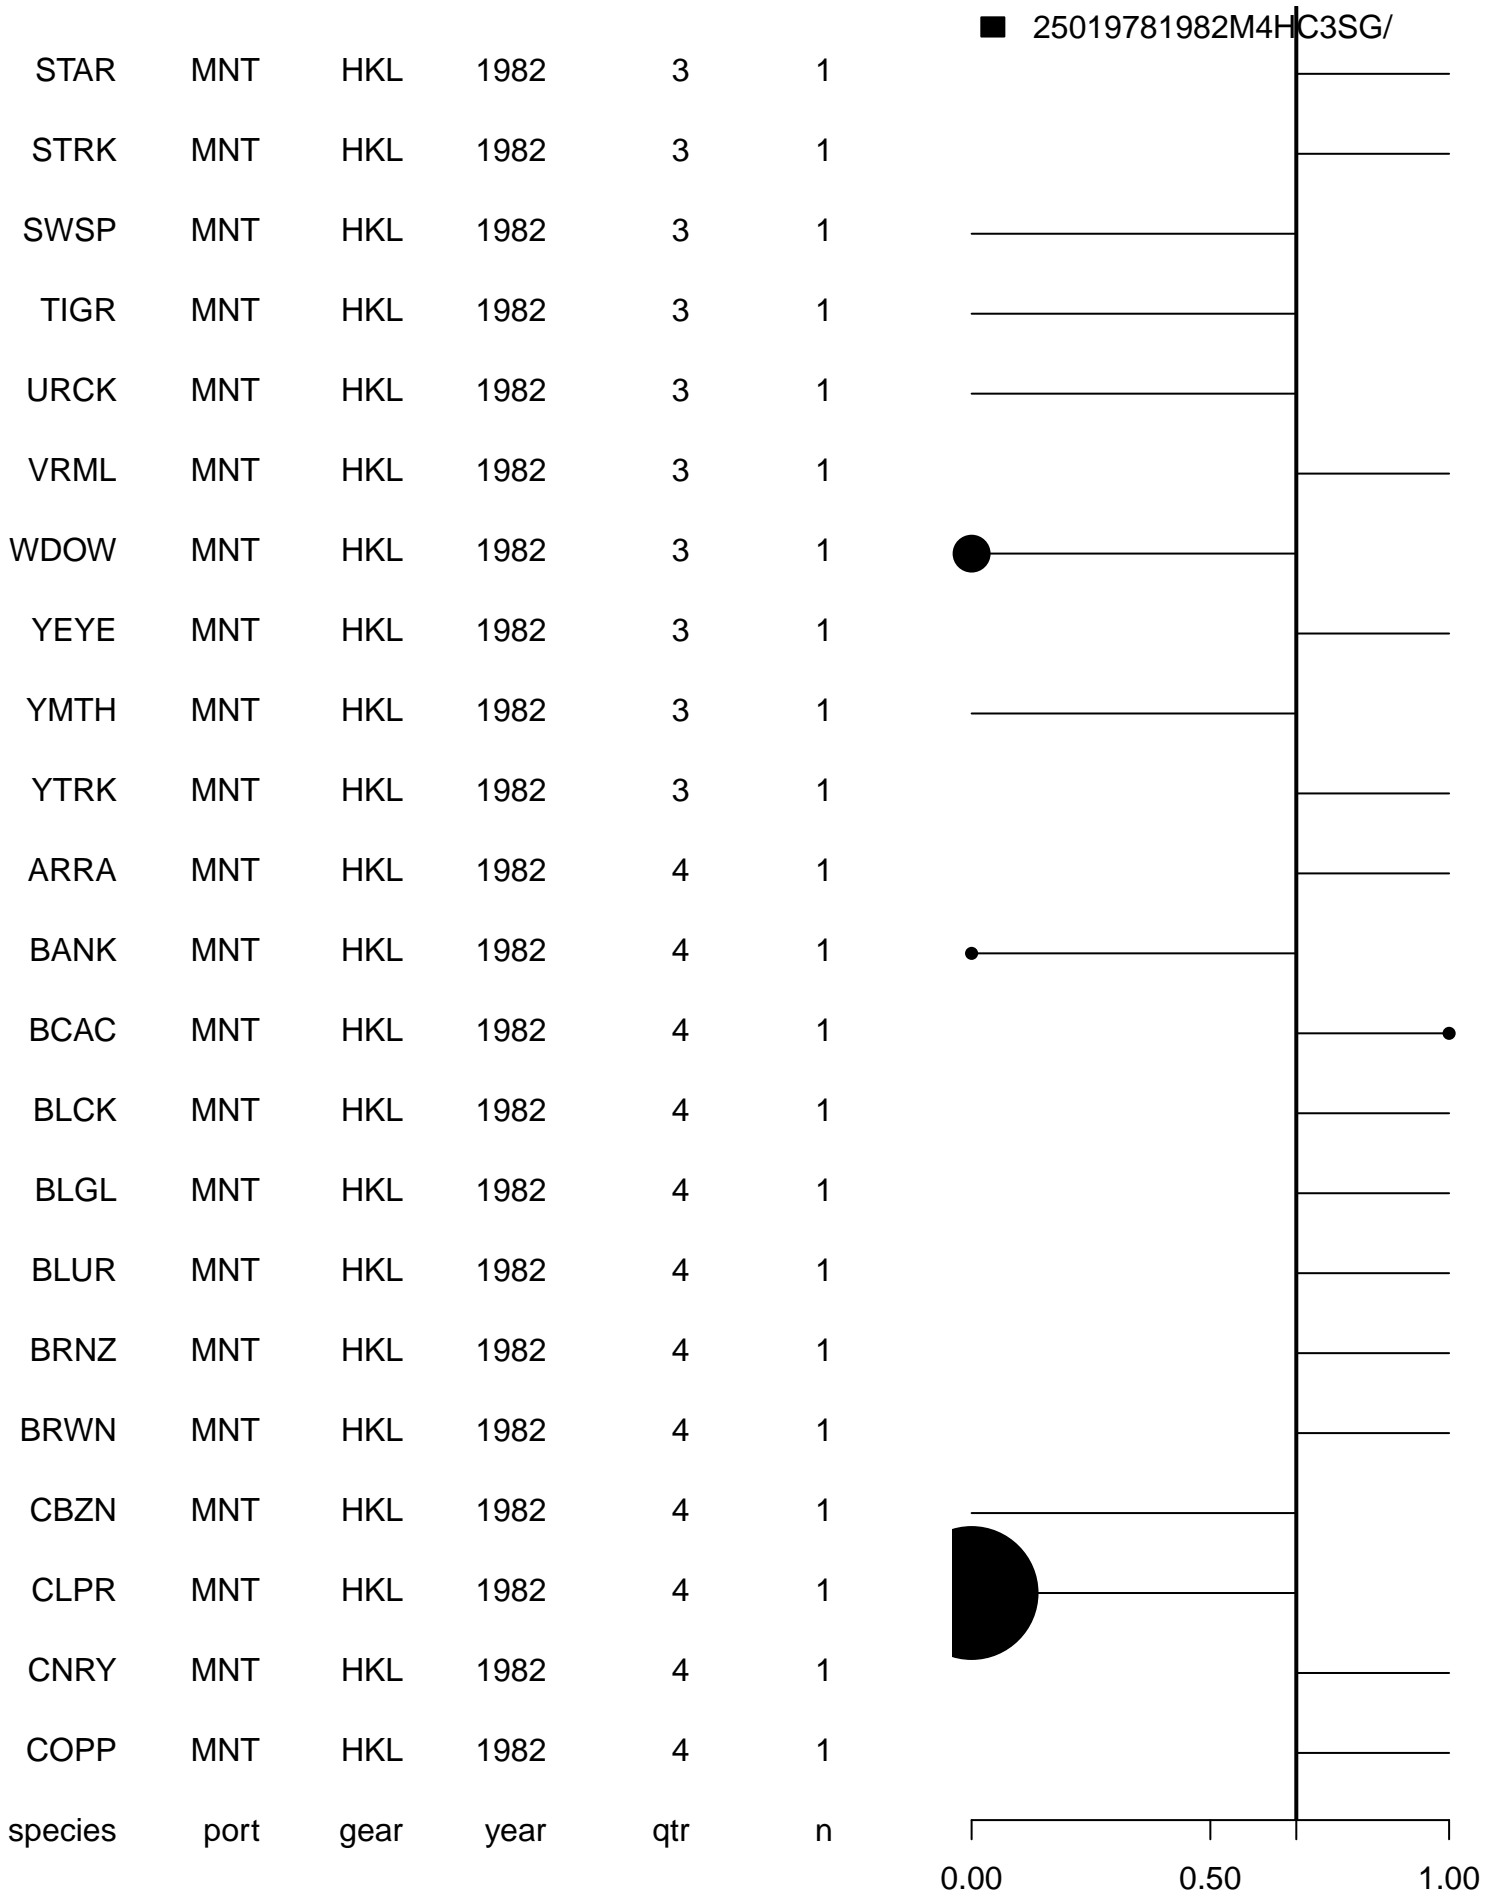 25019781982M4HC3SG/
STAR MNT HKL 1982 3 1
STRK MNT HKL 1982 3 1
SWSP MNT HKL 1982 3 1
TIGR MNT HKL 1982 3 1
URCK MNT HKL 1982 3 1
VRML MNT HKL 1982 3 1
WDOW MNT HKL 1982 3 1
YEYE MNT HKL 1982 3 1
YMTH MNT HKL 1982 3 1
YTRK MNT HKL 1982 3 1
ARRA MNT HKL 1982 4 1
BANK MNT HKL 1982 4 1
BCAC MNT HKL 1982 4 1
BLCK MNT HKL 1982 4 1
BLGL MNT HKL 1982 4 1
BLUR MNT HKL 1982 4 1
BRNZ MNT HKL 1982 4 1
BRWN MNT HKL 1982 4 1
CBZN MNT HKL 1982 4 1
CLPR MNT HKL 1982 4 1
CNRY MNT HKL 1982 4 1
COPP MNT HKL 1982 4 1
species port gear year qtr n
0.00 0.50 1.00